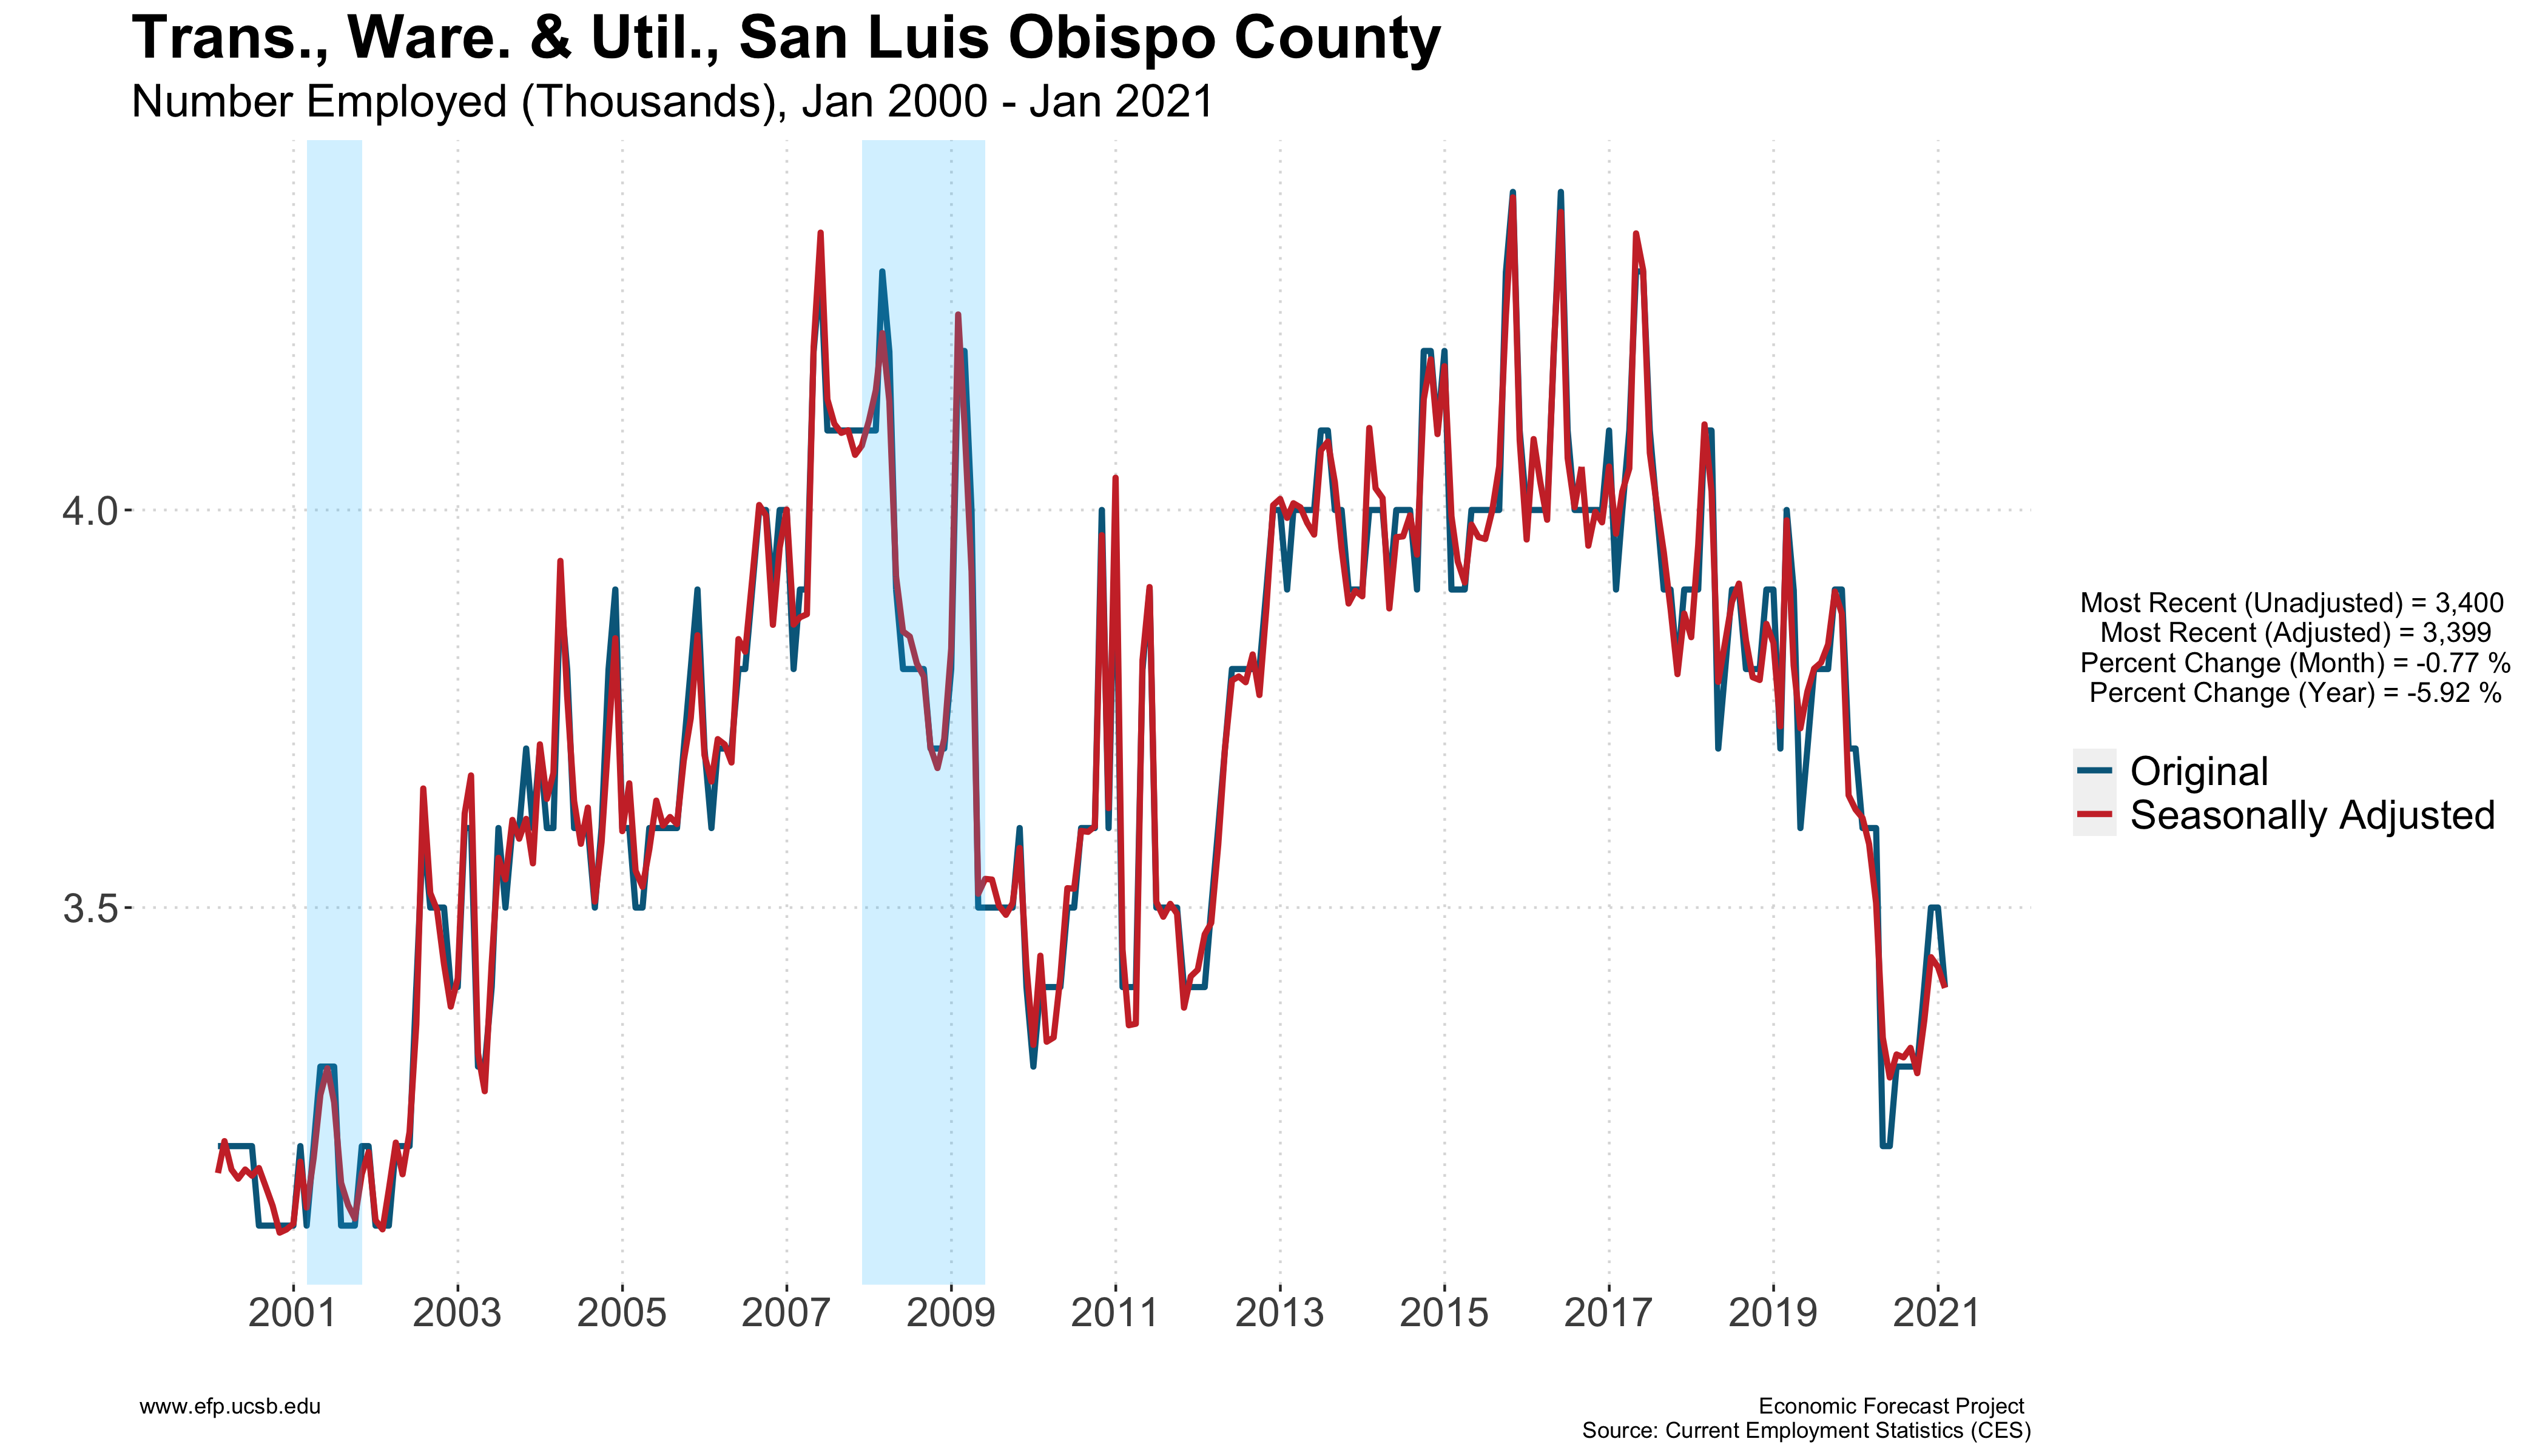 Trans., Ware. & Util., San Luis Obispo County
Number Employed (Thousands), Jan 2000 - Jan 2021
4.0
3.5
2001 2003 2005 2007 2009 2011 2013 2015 2017 2019 2021
Most Recent (Unadjusted) = 3,400
Most Recent (Adjusted) = 3,399
Percent Change (Month) = -0.77 %
Percent Change (Year) = -5.92 %
Original
Seasonally Adjusted
www.efp.ucsb.edu
Economic Forecast Project
Source: Current Employment Statistics (CES)